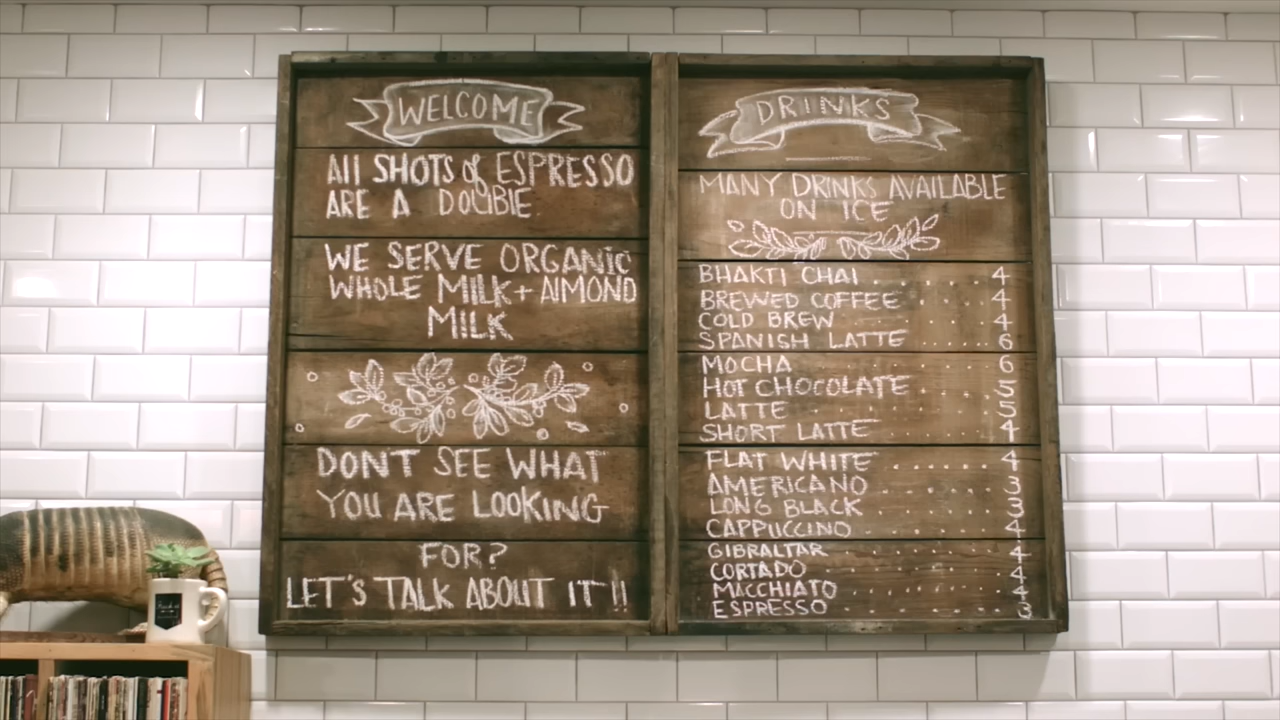 WELCOME
All SHOTS of ESPRESSO
ARE A DOUBlE
WE SERVE ORGANiC
WHOLE MILK + AlMOND
MILK
DONT SEE WHAT
YOU ARE LOOKiNG
FOR?
LET'S TALK ABOUT IT!!
DRINKS
MANY DRINKS AVAILABLE
ON ICE
BHAKTI CHAI . . . . . . 4
BREWED COFFEE . . . . 4
COLD BREW . . . . . 4
SPANISH LATTE ...... 6
MOCHA 6
HOT CHOCOLATE . . . . 5
LATTE . . . . . . 5
SHORT LATTE . . . . . . 4
FLAT WHITE ....... 4
AMERICANO ....... 3
LONG BLACK ....... 3
CAPPUCCINO ....... 4
GIBRALTAR ........ 4
CORTADO ........ 4
MACCHIATO ........ 4
ESPRESSO ........ 3